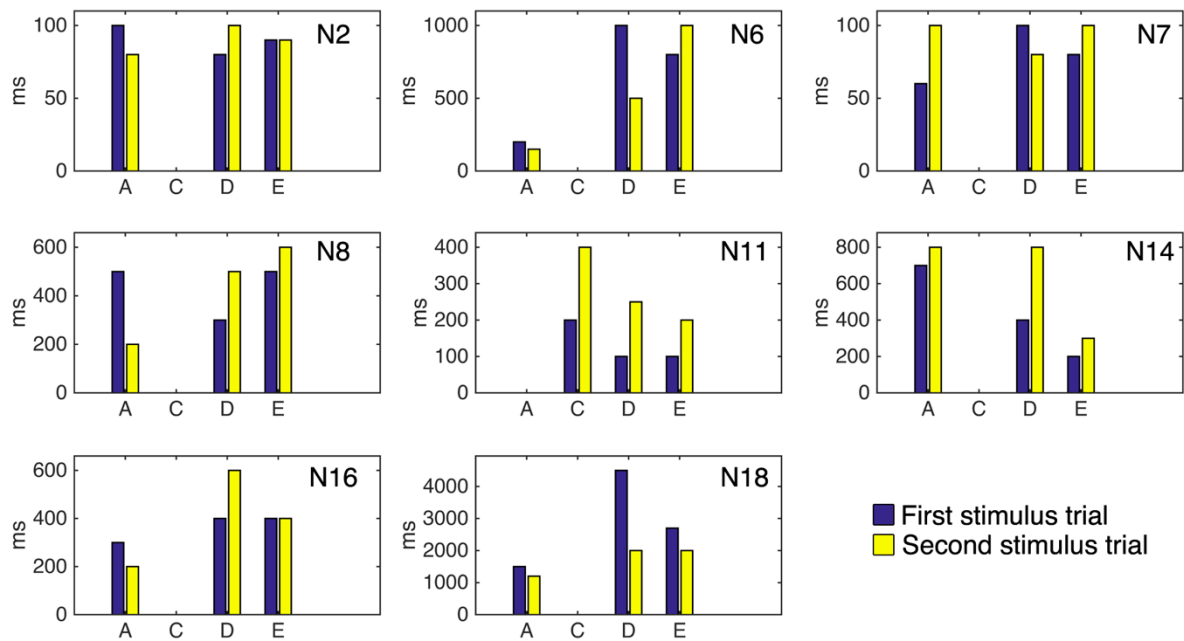 N2
100
50
0
ms
A C D E
N6
1000
500
0
ms
A C D E
N7
100
50
0
ms
A C D E
N8
600
400
200
0
ms
A C D E
N11
400
300
200
100
0
ms
A C D E
N14
800
600
400
200
0
ms
A C D E
N16
600
400
200
0
ms
A C D E
N18
4000
3000
2000
1000
0
ms
A C D E
First stimulus trial
Second stimulus trial